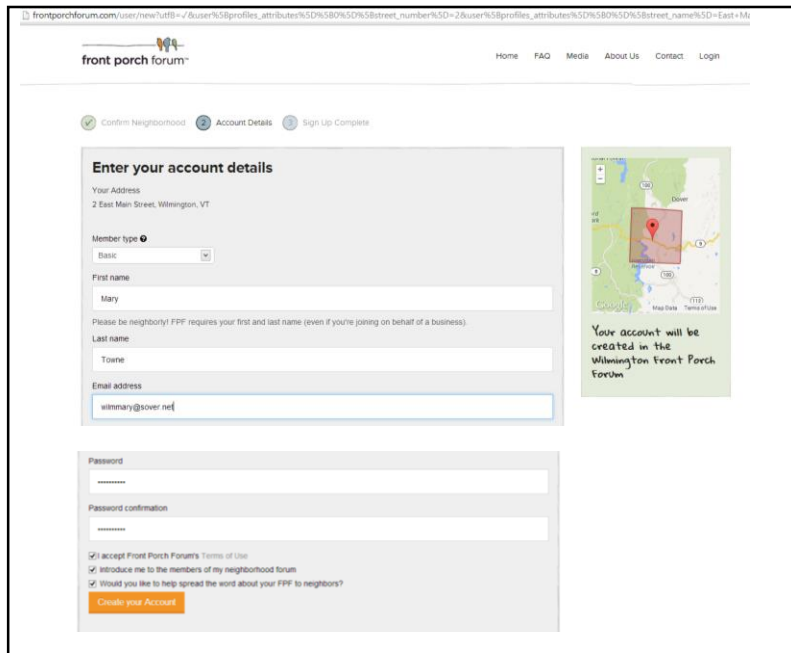 frontporchforum.com/user/new?utf8=✓&user%5Bprofiles_attributes%5D%5B0%5D%5Bstreet_number%5D=2&user%5Bprofiles_attributes%5D%5B0%5D%5Bstreet_name%5D=East+Ma
front porch forum
Home FAQ Media About Us Contact Login
✓ Confirm Neighborhood 2 Account Details 3 Sign Up Complete
Enter your account details
Your Address
2 East Main Street, Wilmington, VT
Member type ?
Basic
First name
Mary
Please be neighborly! FPF requires your first and last name (even if you're joining on behalf of a business).
Last name
Towne
Email address
wilmmary@sover.net
+
-
100
Dover
9
100
8
112
Google
Map Data Terms of Use
Your account will be
created in the
Wilmington Front Porch
Forum
Password
••••••••••
Password confirmation
••••••••••
I accept Front Porch Forum's Terms of Use
Introduce me to the members of my neighborhood forum
Would you like to help spread the word about your FPF to neighbors?
Create your Account